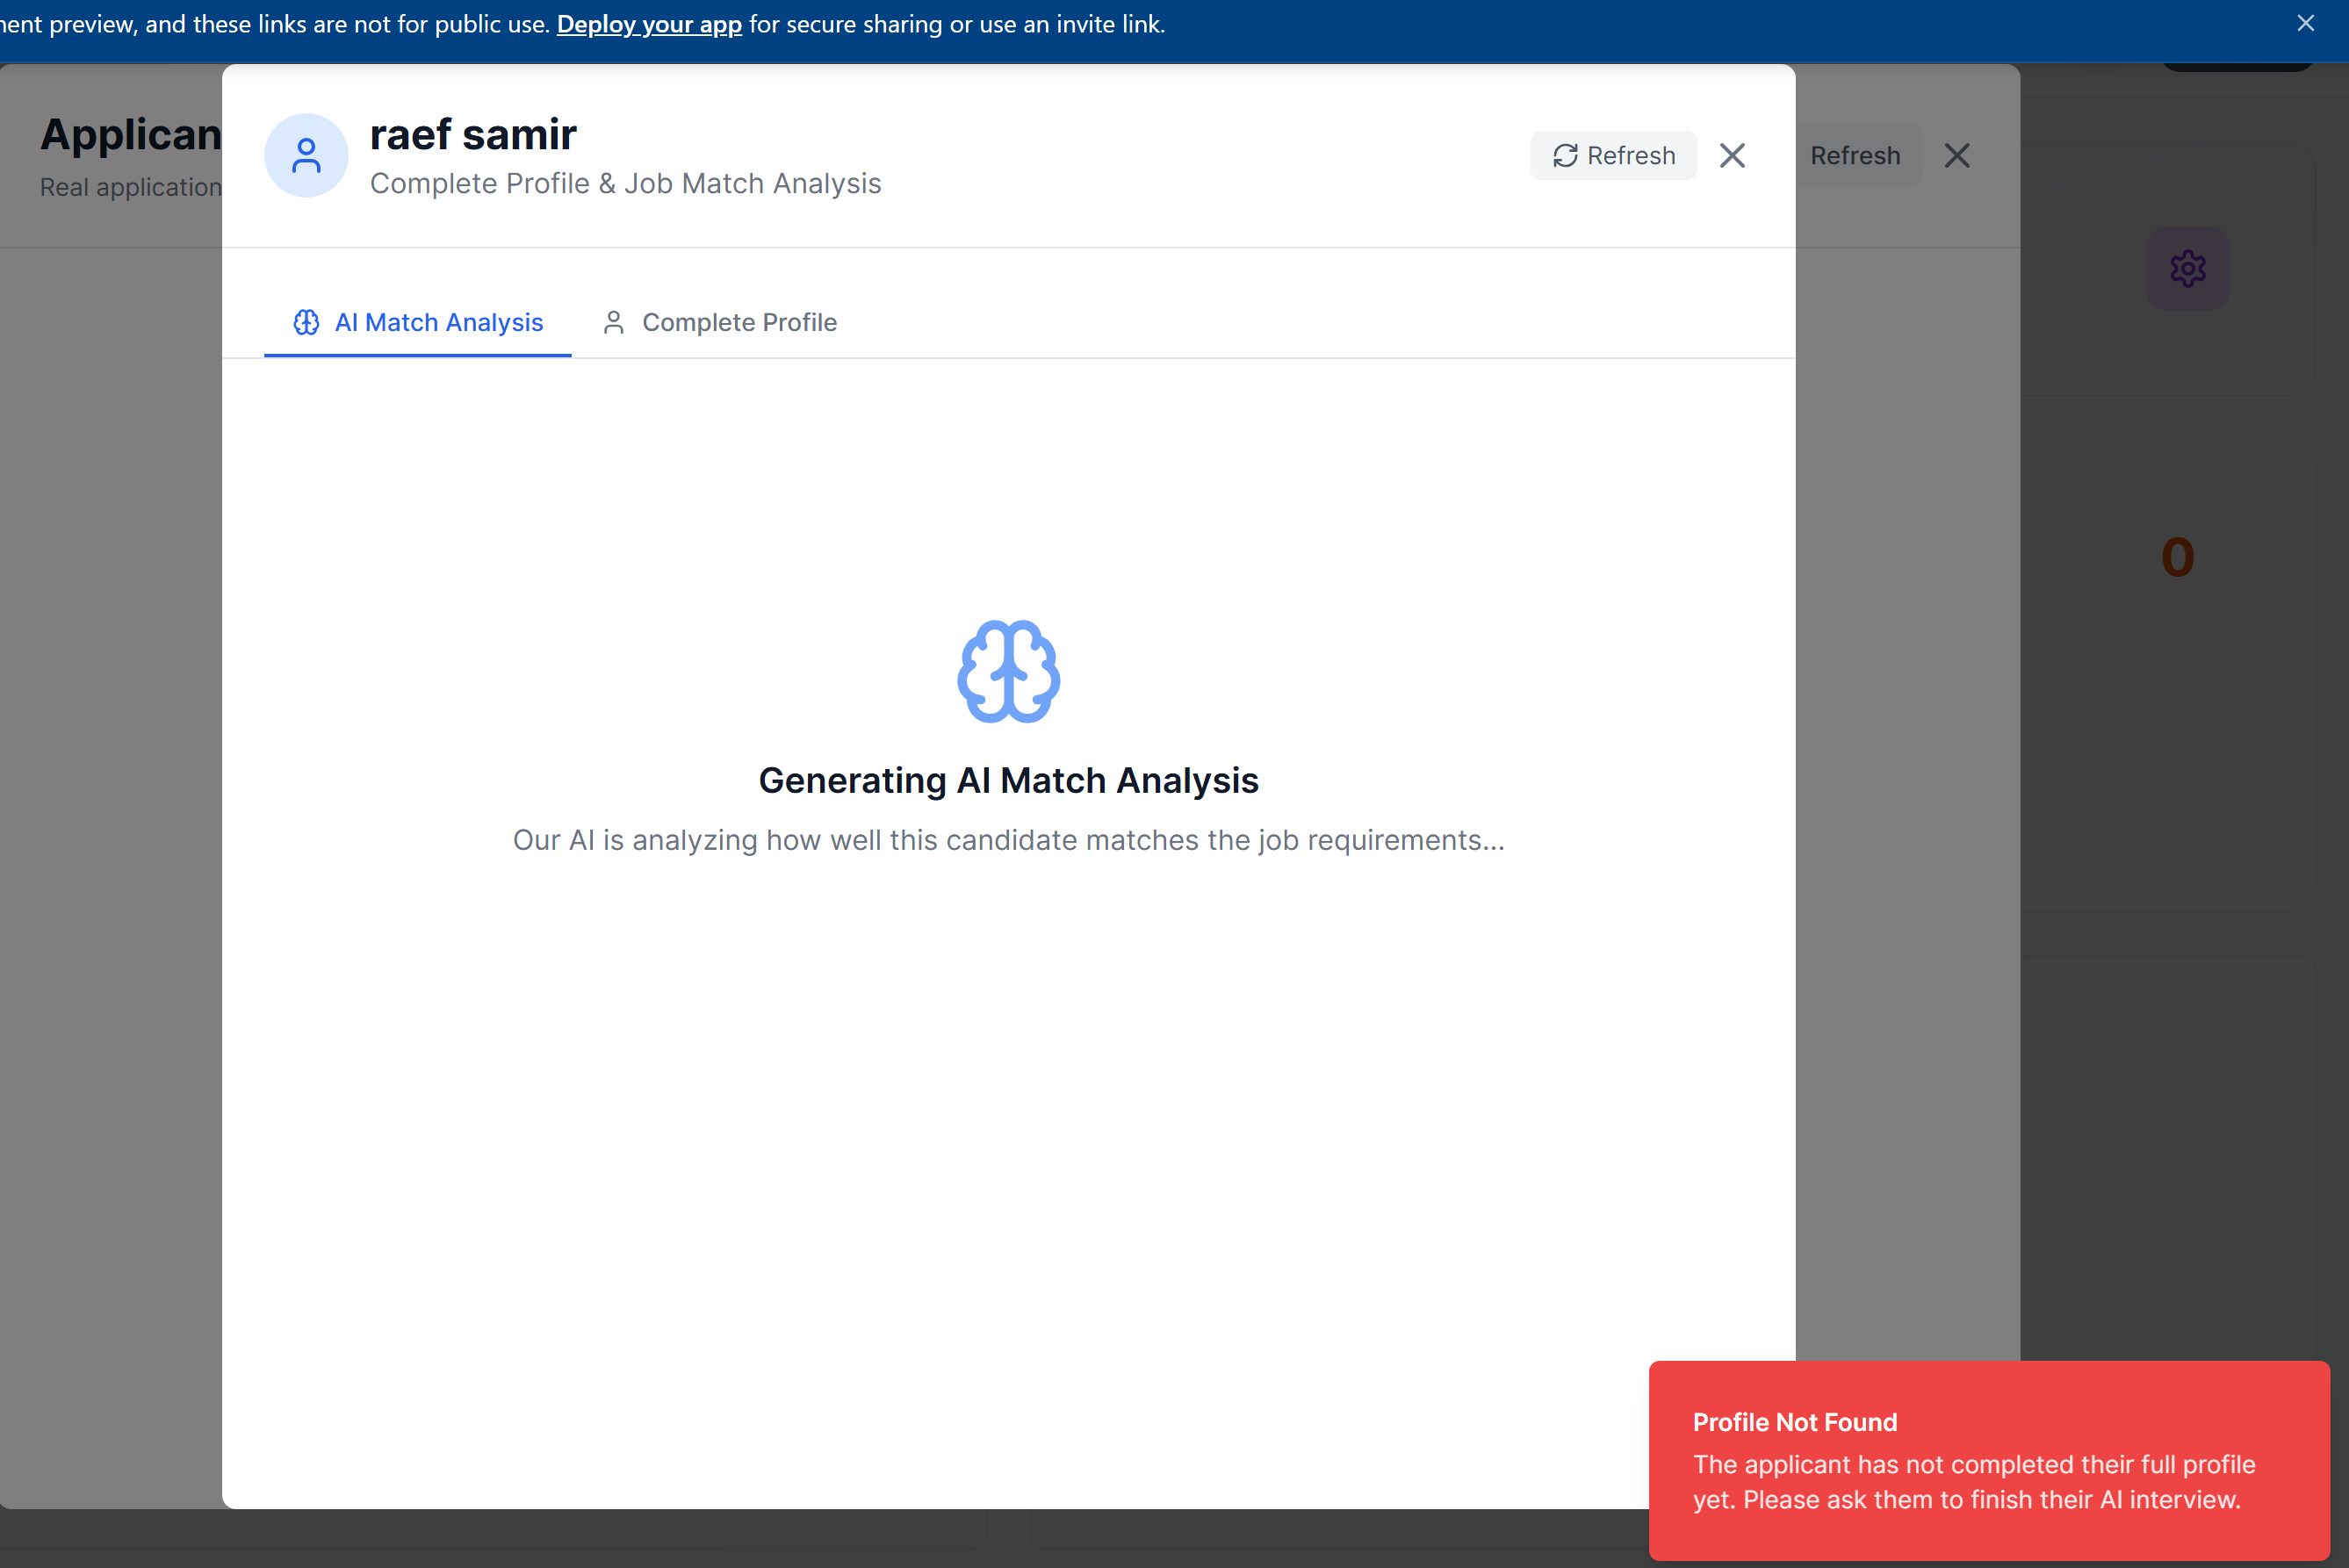 ment preview, and these links are not for public use. Deploy your app for secure sharing or use an invite link.
Applican
Real application
raef samir
Complete Profile & Job Match Analysis
Refresh
Refresh
AI Match Analysis
Complete Profile
0
Generating AI Match Analysis
Our AI is analyzing how well this candidate matches the job requirements...
Profile Not Found
The applicant has not completed their full profile
yet. Please ask them to finish their AI interview.